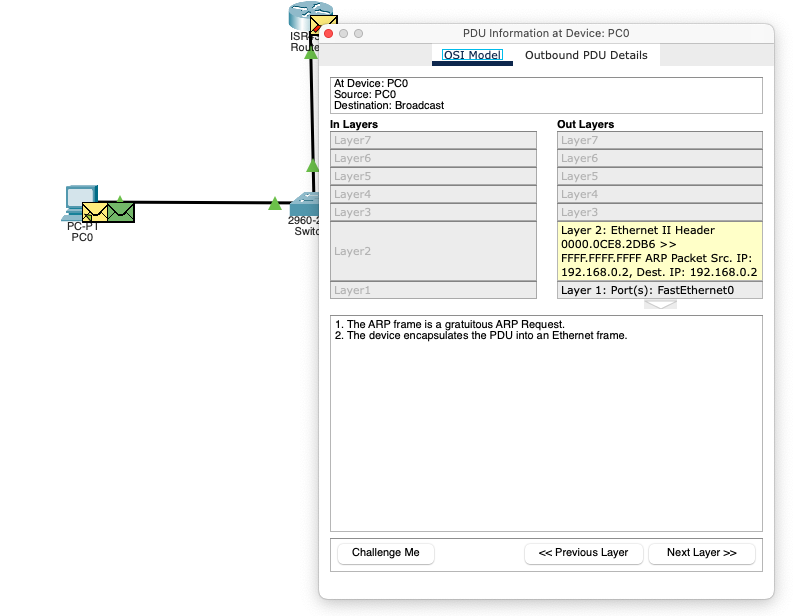 PDU Information at Device: PC0
OSI Model Outbound PDU Details
At Device: PC0
Source: PC0
Destination: Broadcast
In Layers
Layer7
Layer6
Layer5
Layer4
Layer3
Layer2
Layer1
Out Layers
Layer7
Layer6
Layer5
Layer4
Layer3
Layer 2: Ethernet II Header
0000.0CE8.2DB6 >>
FFFF.FFFF.FFFF ARP Packet Src. IP:
192.168.0.2, Dest. IP: 192.168.0.2
Layer 1: Port(s): FastEthernet0
1. The ARP frame is a gratuitous ARP Request.
2. The device encapsulates the PDU into an Ethernet frame.
Challenge Me << Previous Layer Next Layer >>
PC-PT
PC0